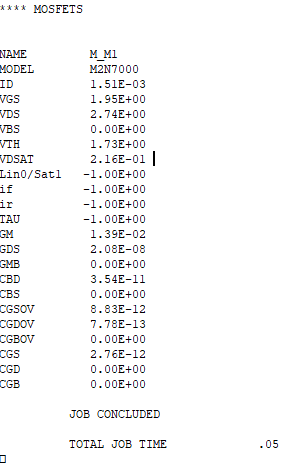 **** MOSFETS
NAME M_M1
MODEL M2N7000
ID 1.51E-03
VGS 1.95E+00
VDS 2.74E+00
VBS 0.00E+00
VTH 1.73E+00
VDSAT 2.16E-01
Lin0/Sat1 -1.00E+00
if -1.00E+00
ir -1.00E+00
TAU -1.00E+00
GM 1.39E-02
GDS 2.08E-08
GMB 0.00E+00
CBD 3.54E-11
CBS 0.00E+00
CGSOV 8.83E-12
CGDOV 7.78E-13
CGBOV 0.00E+00
CGS 2.76E-12
CGD 0.00E+00
CGB 0.00E+00
JOB CONCLUDED
TOTAL JOB TIME .05